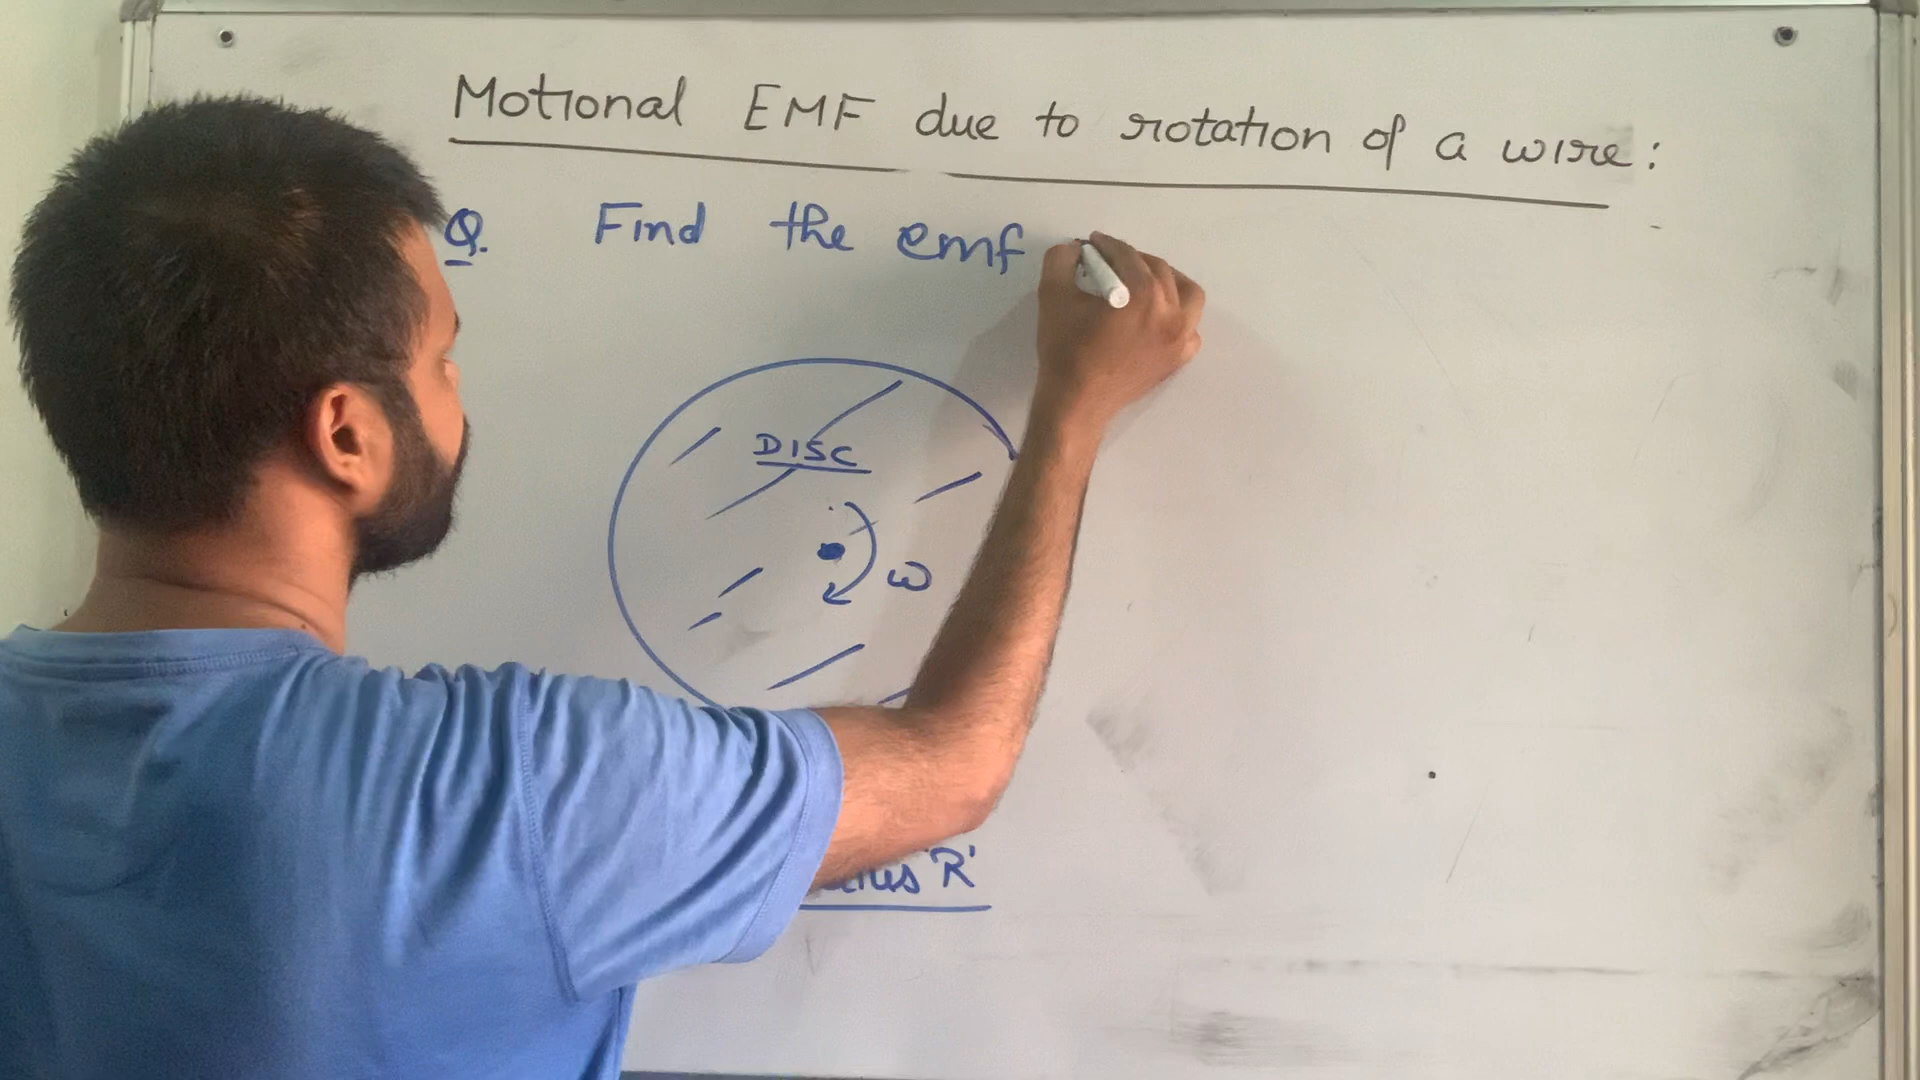 Motional EMF due to rotation of a wire:
Q. Find the emf
DISC
ω
'R'